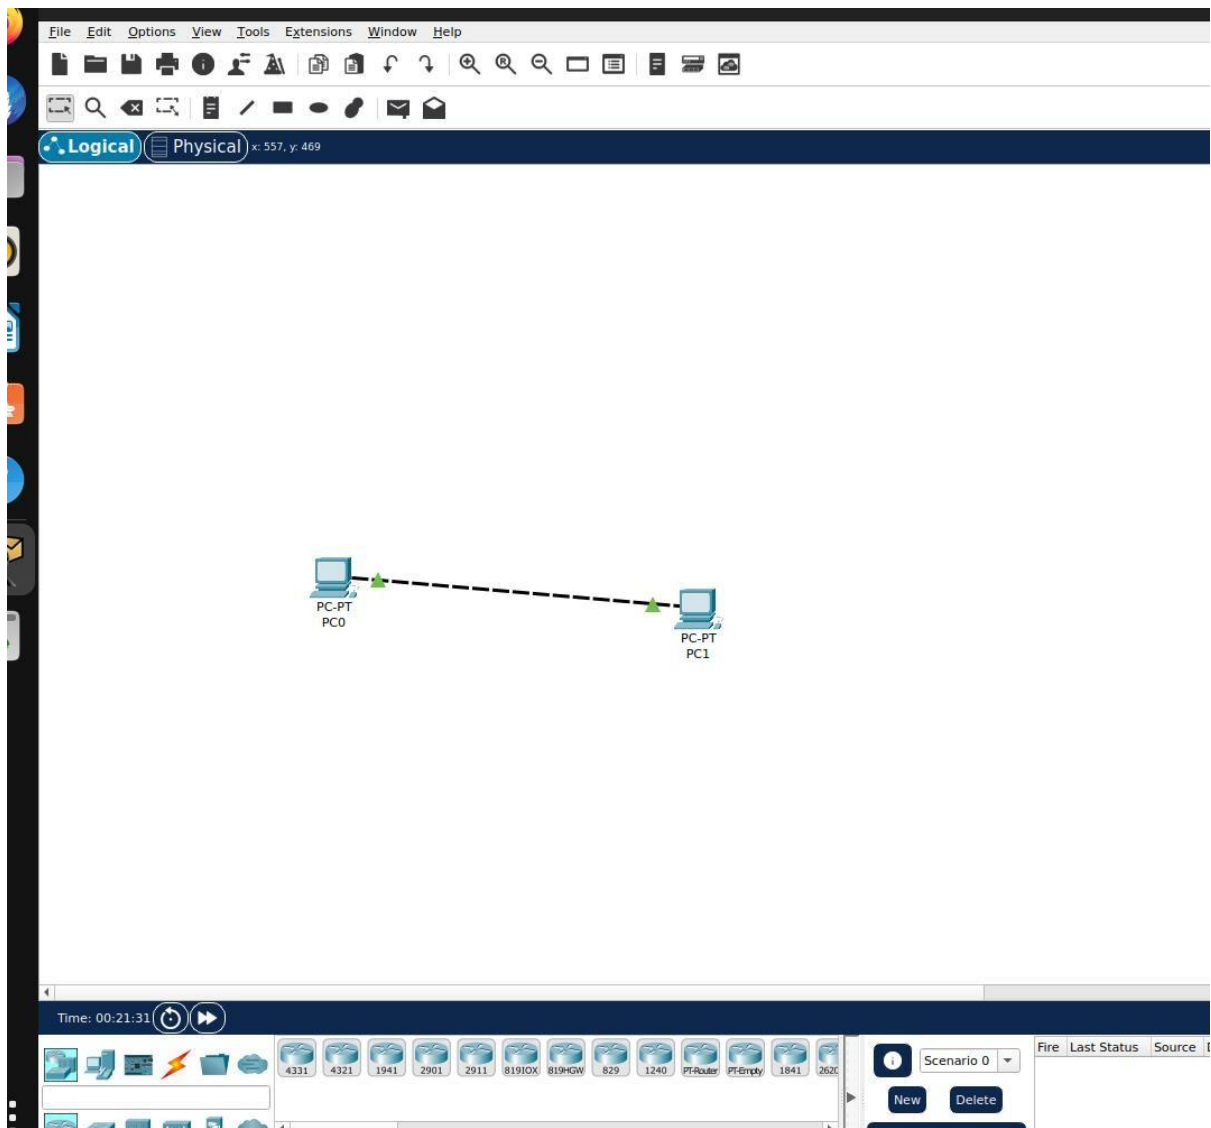 File Edit Options View Tools Extensions Window Help
Logical Physical x: 557, y: 469
PC-PT
PC0
PC-PT
PC1
Time: 00:21:31
4331 4321 1941 2901 2911 819IOX 819HGW 829 1240 PT-Router PT-Empty 1841
Scenario 0
Fire Last Status Source
New Delete